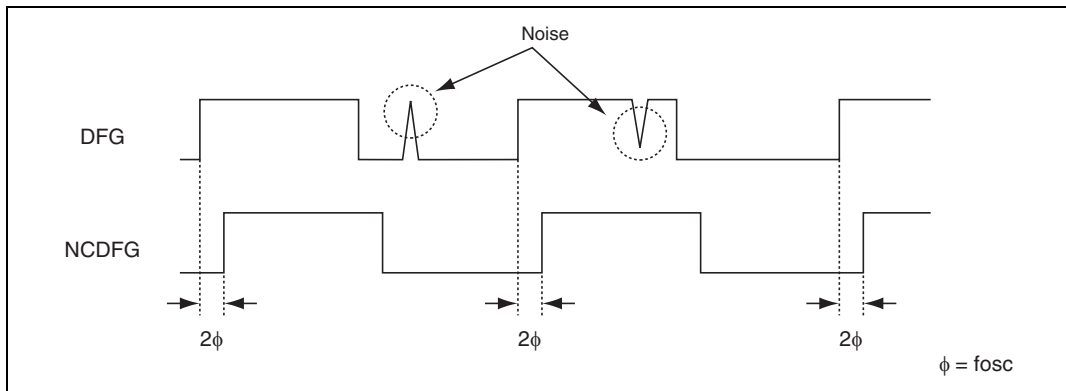 Noise
DFG
NCDFG
2ϕ 2ϕ 2ϕ
ϕ = fosc